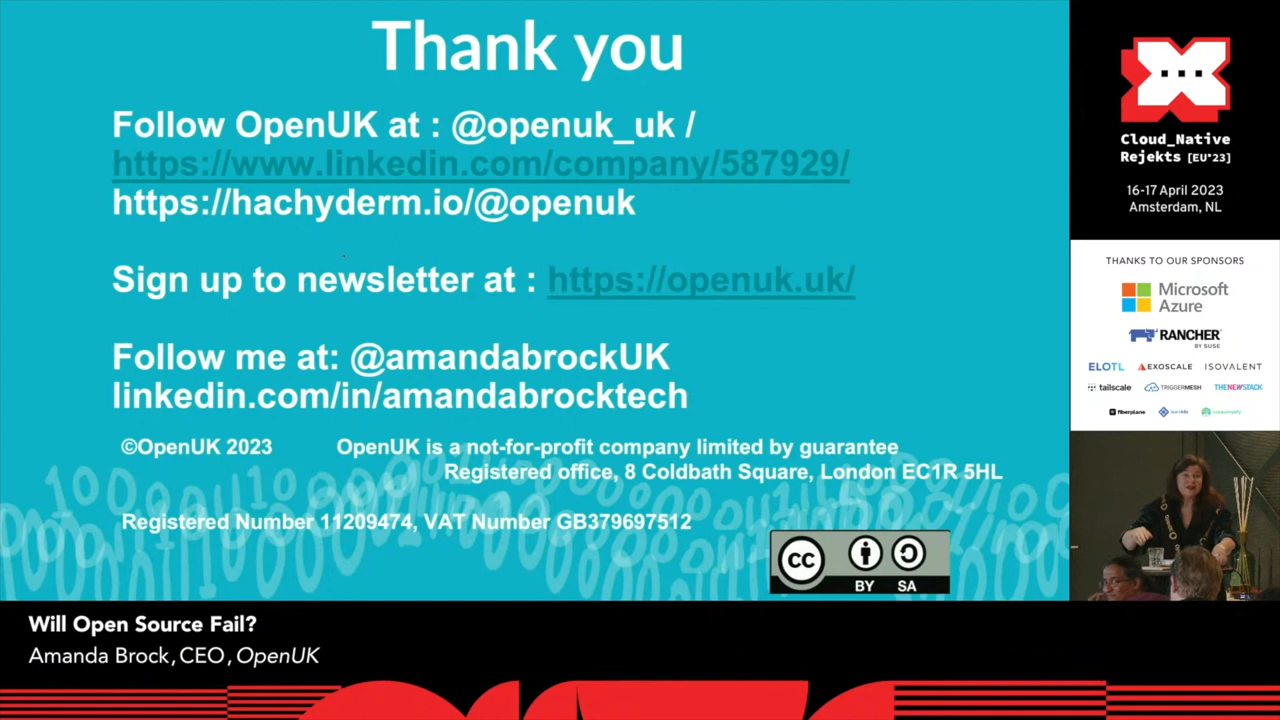 Thank you
Follow OpenUK at : @openuk_uk /
https://www.linkedin.com/company/587929/
https://hachyderm.io/@openuk
Sign up to newsletter at : https://openuk.uk/
Follow me at: @amandabrockUK
linkedin.com/in/amandabrocktech
©OpenUK 2023 OpenUK is a not-for-profit company limited by guarantee
Registered office, 8 Coldbath Square, London EC1R 5HL
Registered Number 11209474, VAT Number GB379697512
CC
BY SA
Cloud_Native
Rejekts [EU'23]
16-17 April 2023
Amsterdam, NL
THANKS TO OUR SPONSORS
Microsoft
Azure
RANCHER
BY SUSE
ELOTL EXOSCALE ISOVALENT
tailscale TRIGGERMESH THENEWSTACK
fiberplane
Will Open Source Fail?
Amanda Brock, CEO, OpenUK